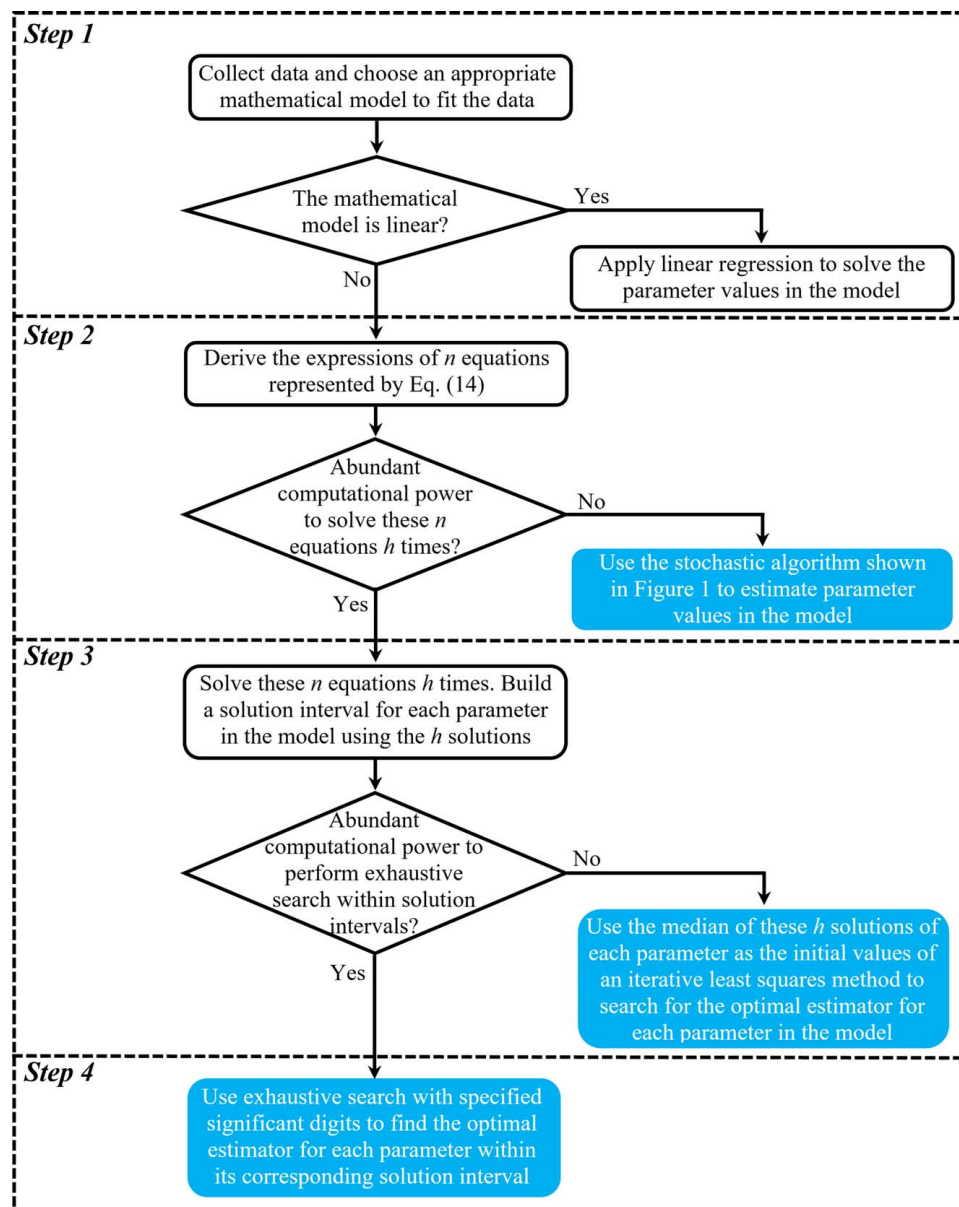 Step 1
Collect data and choose an appropriate
mathematical model to fit the data
The mathematical
model is linear?
Yes
No
Apply linear regression to solve the
parameter values in the model
Step 2
Derive the expressions of n equations
represented by Eq. (14)
Abundant
computational power
to solve these n
equations h times?
No
Yes
Use the stochastic algorithm shown
in Figure 1 to estimate parameter
values in the model
Step 3
Solve these n equations h times. Build
a solution interval for each parameter
in the model using the h solutions
Abundant
computational power to
perform exhaustive
search within solution
intervals?
No
Yes
Use the median of these h solutions of
each parameter as the initial values of
an iterative least squares method to
search for the optimal estimator for
each parameter in the model
Step 4
Use exhaustive search with specified
significant digits to find the optimal
estimator for each parameter within
its corresponding solution interval